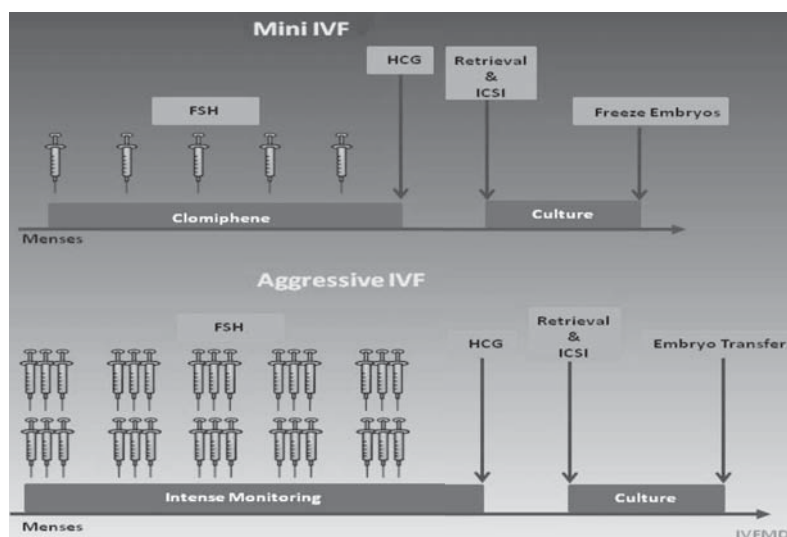 Mini IVF
HCG
Retrieval
&
ICSI
FSH
Freeze Embryos
Clomiphene
Culture
Menses
Aggressive IVF
FSH
HCG
Retrieval
&
ICSI
Embryo Transfer
Intense Monitoring
Culture
Menses
IVFMD